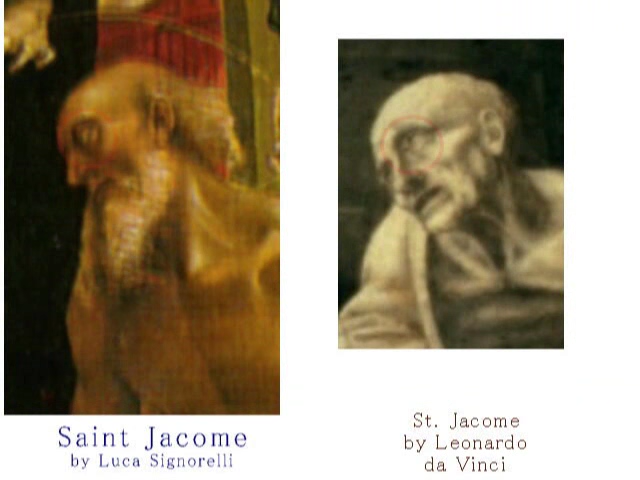 Saint Jacome
by Luca Signorelli
St. Jacome
by Leonardo
da Vinci